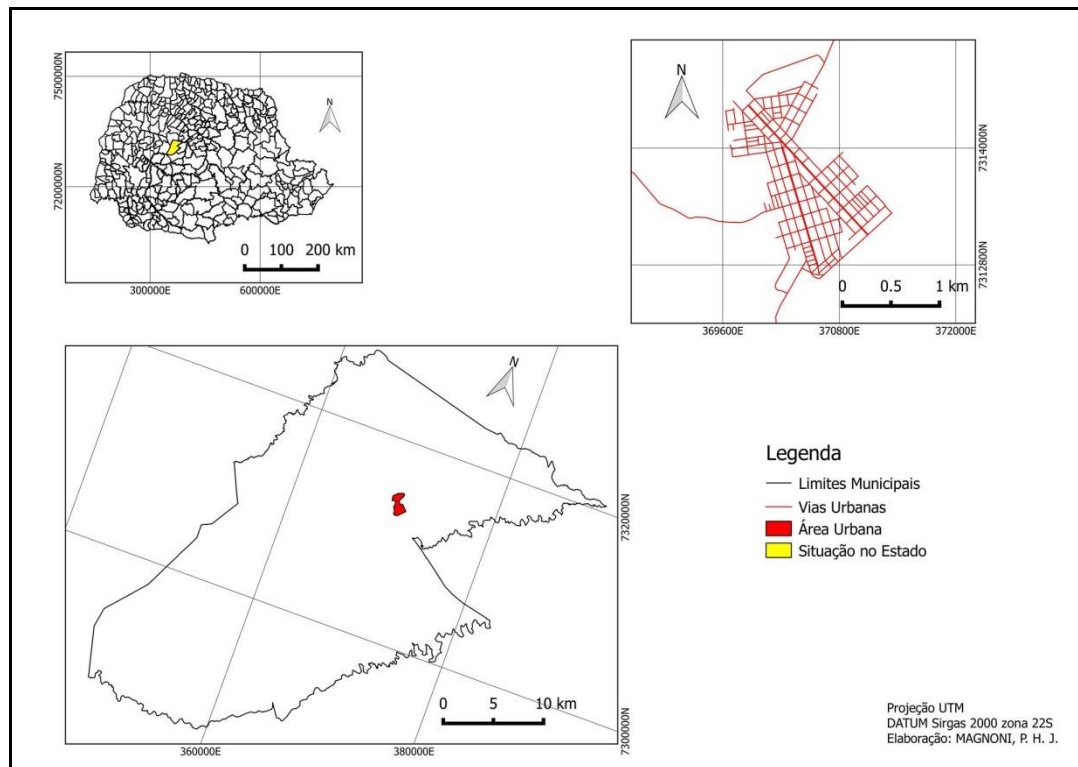 7500000N
7200000N
N
0 100 200 km
300000E 600000E
N
7314000N
7312800N
0 0.5 1 km
369600E 370800E 372000E
N
7320000N
7300000N
0 5 10 km
360000E 380000E
Legenda
Limites Municipais
Vias Urbanas
Área Urbana
Situação no Estado
Projeção UTM
DATUM Sirgas 2000 zona 22S
Elaboração: MAGNONI, P. H. J.